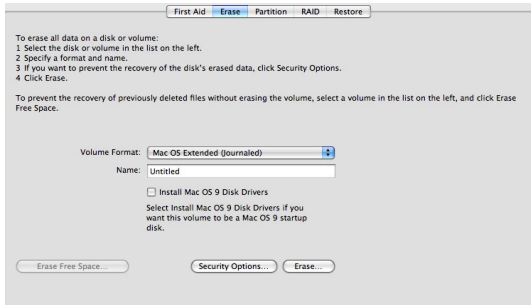 First Aid Erase Partition RAID Restore
To erase all data on a disk or volume:
1 Select the disk or volume in the list on the left.
2 Specify a format and name.
3 If you want to prevent the recovery of the disk's erased data, click Security Options.
4 Click Erase.
To prevent the recovery of previously deleted files without erasing the volume, select a volume in the list on the left, and click Erase
Free Space.
Volume Format: Mac OS Extended (Journaled)
Name: Untitled
Install Mac OS 9 Disk Drivers
Select Install Mac OS 9 Disk Drivers if you
want this volume to be a Mac OS 9 startup
disk.
Erase Free Space... Security Options... Erase...